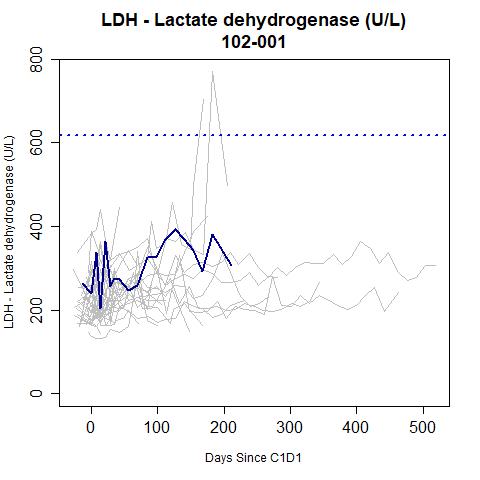 LDH - Lactate dehydrogenase (U/L)
102-001
LDH - Lactate dehydrogenase (U/L)
800
600
400
200
0
0 100 200 300 400 500
Days Since C1D1